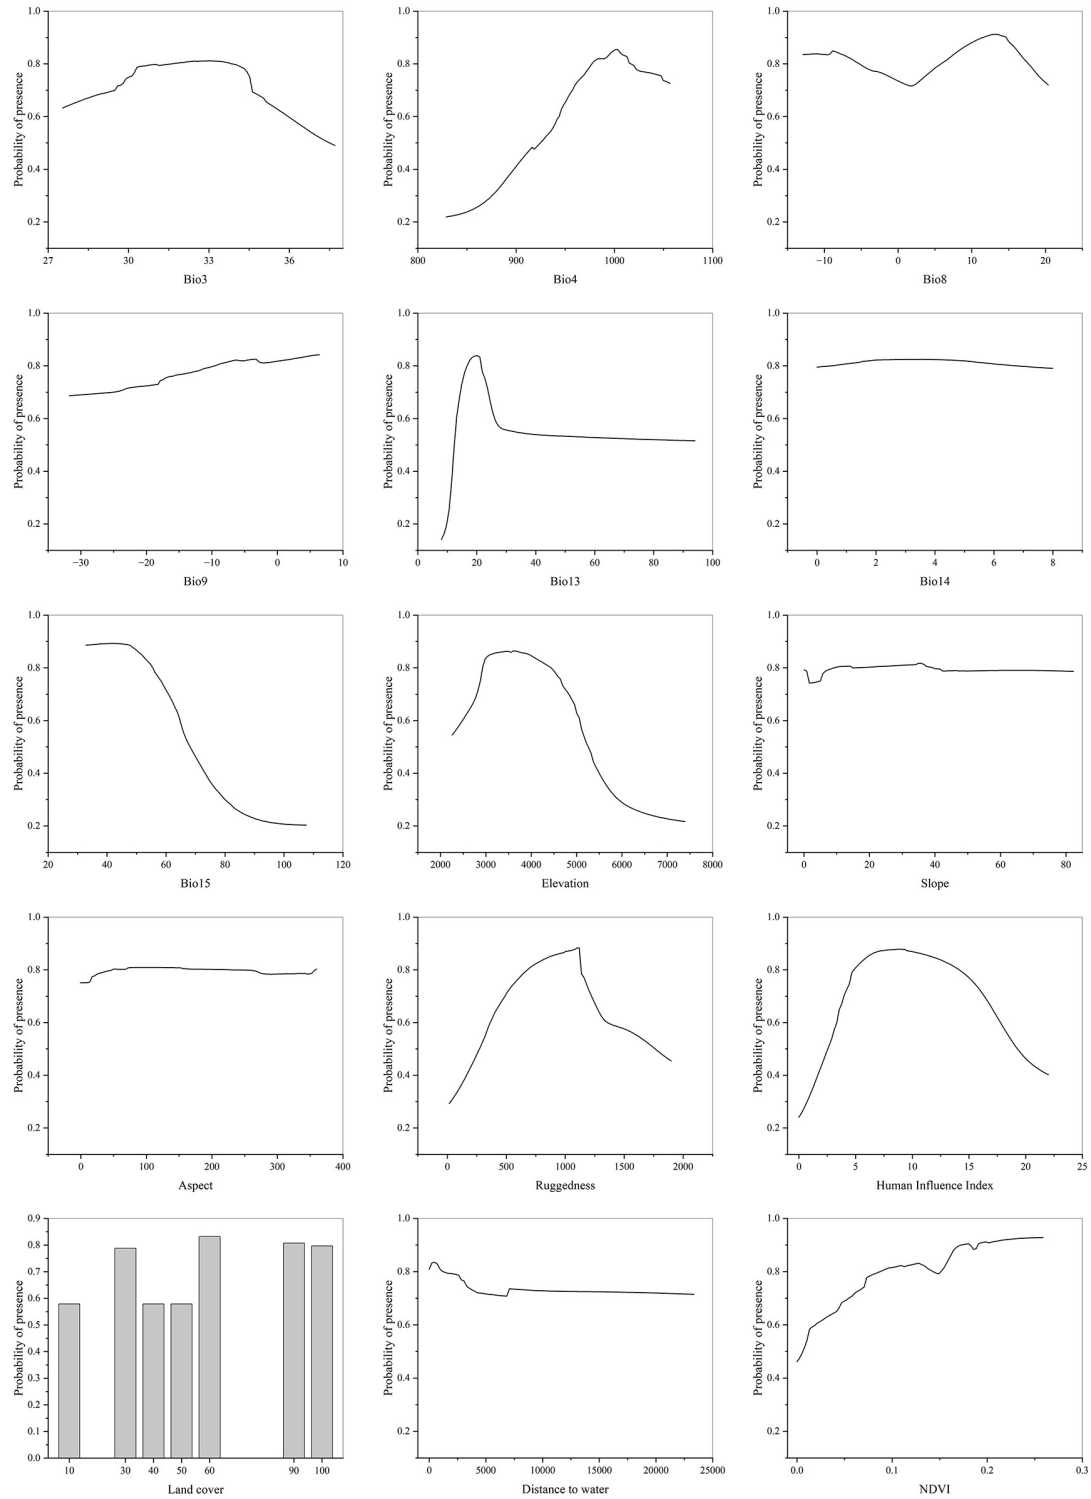 Probability of presence
1.0
0.8
0.6
0.4
0.2
27 30 33 36
Bio3
Probability of presence
1.0
0.8
0.6
0.4
0.2
800 900 1000 1100
Bio4
Probability of presence
1.0
0.8
0.6
0.4
0.2
−10 0 10 20
Bio8
Probability of presence
1.0
0.8
0.6
0.4
0.2
−30 −20 −10 0 10
Bio9
Probability of presence
1.0
0.8
0.6
0.4
0.2
0 20 40 60 80 100
Bio13
Probability of presence
1.0
0.8
0.6
0.4
0.2
0 2 4 6 8
Bio14
Probability of presence
1.0
0.8
0.6
0.4
0.2
20 40 60 80 100 120
Bio15
Probability of presence
1.0
0.8
0.6
0.4
0.2
2000 3000 4000 5000 6000 7000 8000
Elevation
Probability of presence
1.0
0.8
0.6
0.4
0.2
0 20 40 60 80
Slope
Probability of presence
1.0
0.8
0.6
0.4
0.2
0 100 200 300 400
Aspect
Probability of presence
1.0
0.8
0.6
0.4
0.2
0 500 1000 1500 2000
Ruggedness
Probability of presence
1.0
0.8
0.6
0.4
0.2
0 5 10 15 20 25
Human Influence Index
Probability of presence
0.9
0.8
0.7
0.6
0.5
0.4
0.3
0.2
0.1
0.0
10 30 40 50 60 90 100
Land cover
Probability of presence
1.0
0.8
0.6
0.4
0.2
0 5000 10000 15000 20000 25000
Distance to water
Probability of presence
1.0
0.8
0.6
0.4
0.2
0.0 0.1 0.2 0.3
NDVI